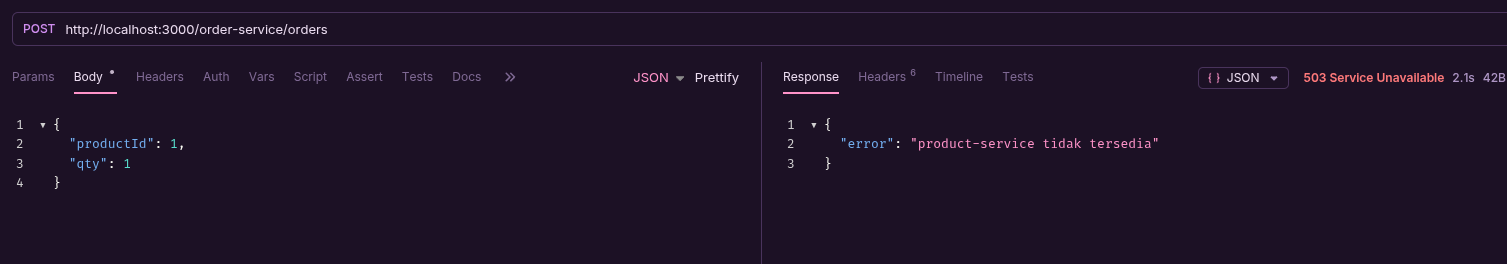 POST http://localhost:3000/order-service/orders
Params Body * Headers Auth Vars Script Assert Tests Docs >> JSON Prettify
1 {
2 "productId": 1,
3 "qty": 1
4 }
Response Headers 6 Timeline Tests { } JSON 503 Service Unavailable 2.1s 42B
1 {
2 "error": "product-service tidak tersedia"
3 }